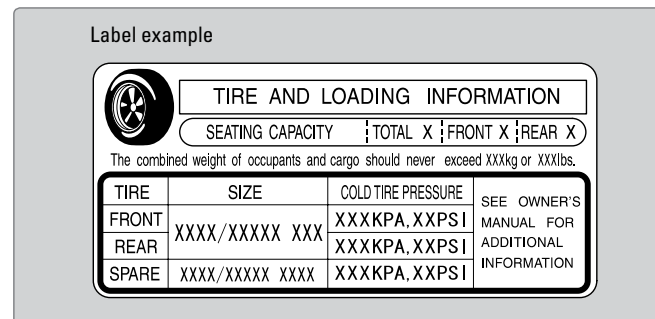 Label example
TIRE AND LOADING INFORMATION
SEATING CAPACITY TOTAL X FRONT X REAR X
The combined weight of occupants and cargo should never exceed XXXkg or XXXlbs.
TIRE SIZE COLD TIRE PRESSURE SEE OWNER'S MANUAL FOR ADDITIONAL INFORMATION
FRONT XXXX/XXXXX XXX XXXKPA,XXPSI
REAR XXXKPA,XXPSI
SPARE XXXX/XXXXX XXXX XXXKPA,XXPSI